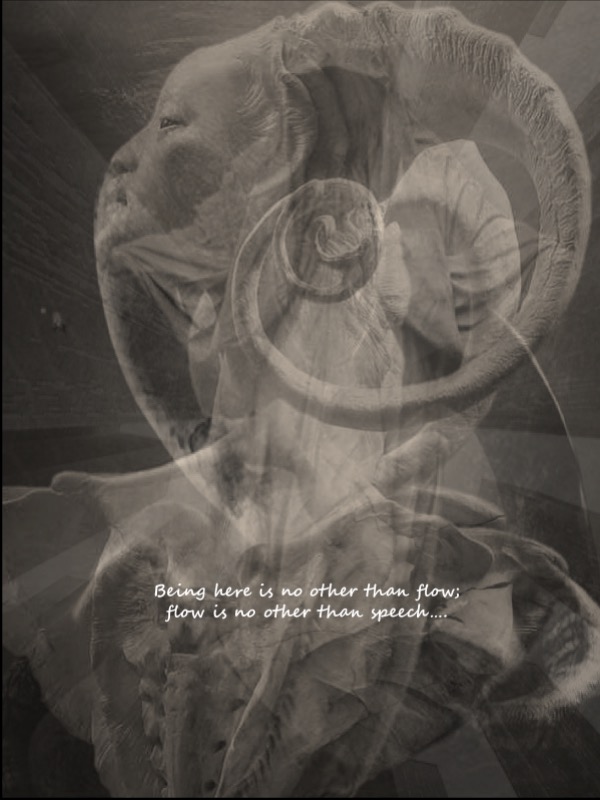 Being here is no other than flow;
flow is no other than speech....